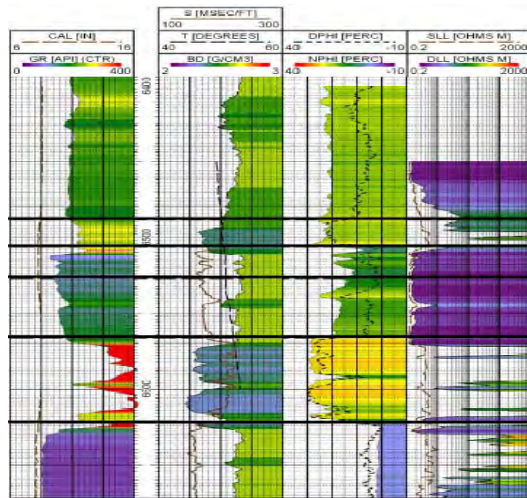 S [MSEC/FT]
100 300
CAL [IN] T [DEGREES] DPHI [PERC] SLL [OHMS M]
6 16 40 60 40 -10 0.2 2000
GR [API] (CTR) BD [G/CM3] NPHI [PERC] DLL [OHMS M]
0 400 2 3 40 -10 0.2 2000
6400
6500
6600